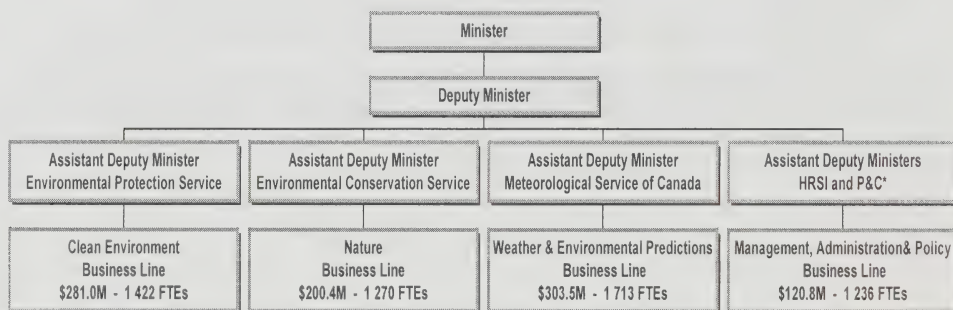 Minister
Deputy Minister
Assistant Deputy Minister
Environmental Protection Service
Assistant Deputy Minister
Environmental Conservation Service
Assistant Deputy Minister
Meteorological Service of Canada
Assistant Deputy Ministers
HRSI and P&C*
Clean Environment
Business Line
$281.0M - 1 422 FTEs
Nature
Business Line
$200.4M - 1 270 FTEs
Weather & Environmental Predictions
Business Line
$303.5M - 1 713 FTEs
Management, Administration& Policy
Business Line
$120.8M - 1 236 FTEs